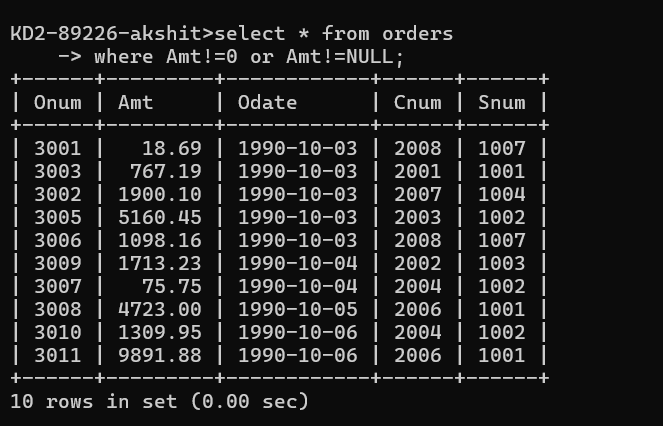 KD2-89226-akshit>select * from orders
    -> where Amt!=0 or Amt!=NULL;
+------+---------+------------+------+------+
| Onum | Amt     | Odate      | Cnum | Snum |
+------+---------+------------+------+------+
| 3001 |   18.69 | 1990-10-03 | 2008 | 1007 |
| 3003 |  767.19 | 1990-10-03 | 2001 | 1001 |
| 3002 | 1900.10 | 1990-10-03 | 2007 | 1004 |
| 3005 | 5160.45 | 1990-10-03 | 2003 | 1002 |
| 3006 | 1098.16 | 1990-10-03 | 2008 | 1007 |
| 3009 | 1713.23 | 1990-10-04 | 2002 | 1003 |
| 3007 |   75.75 | 1990-10-04 | 2004 | 1002 |
| 3008 | 4723.00 | 1990-10-05 | 2006 | 1001 |
| 3010 | 1309.95 | 1990-10-06 | 2004 | 1002 |
| 3011 | 9891.88 | 1990-10-06 | 2006 | 1001 |
+------+---------+------------+------+------+
10 rows in set (0.00 sec)